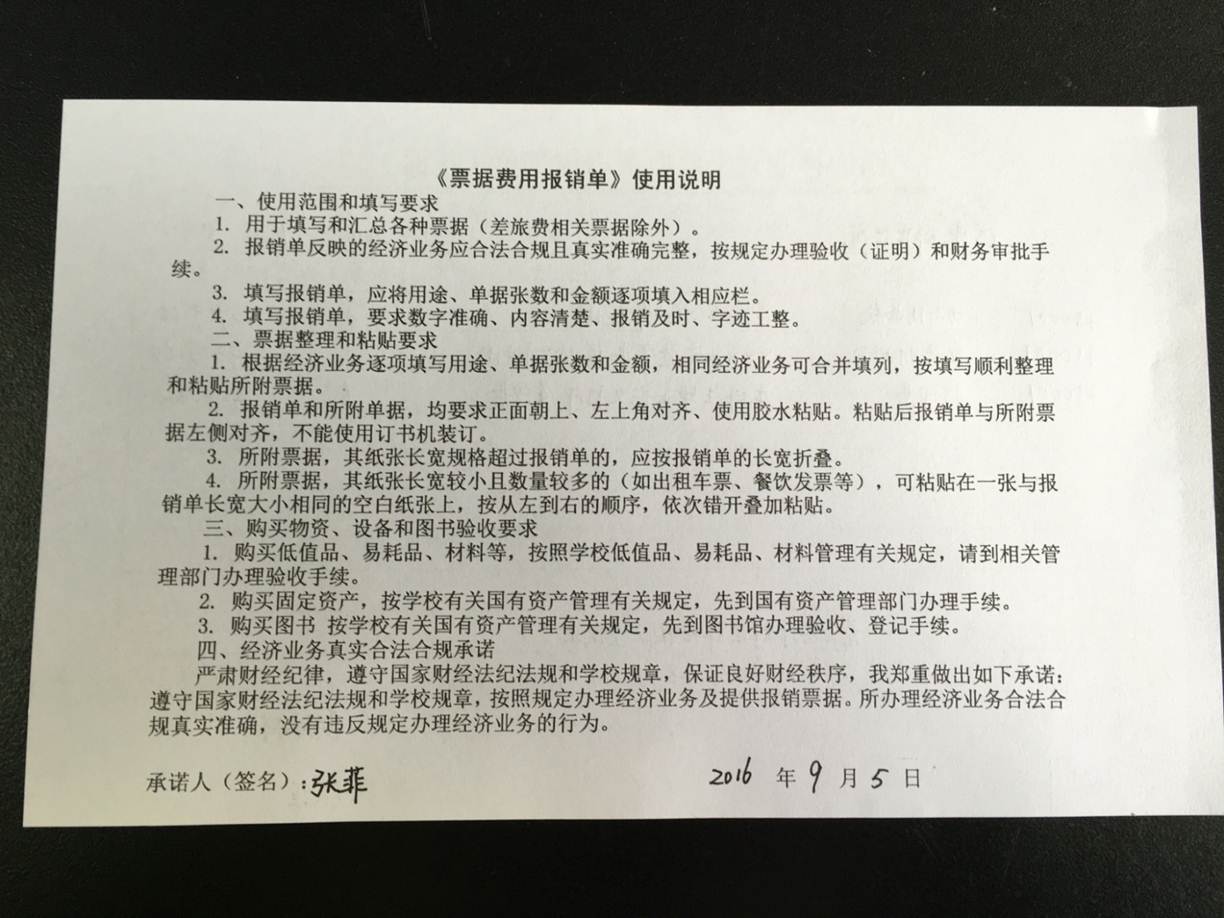 《票据费用报销单》使用说明
一、使用范围和填写要求
1. 用于填写和汇总各种票据（差旅费相关票据除外）。
2. 报销单反映的经济业务应合法合规且真实准确完整，按规定办理验收（证明）和财务审批手
续。
3. 填写报销单，应将用途、单据张数和金额逐项填入相应栏。
4. 填写报销单，要求数字准确、内容清楚、报销及时、字迹工整。
二、票据整理和粘贴要求
1. 根据经济业务逐项填写用途、单据张数和金额，相同经济业务可合并填列，按填写顺利整理
和粘贴所附票据。
2. 报销单和所附单据，均要求正面朝上、左上角对齐、使用胶水粘贴。粘贴后报销单与所附票
据左侧对齐，不能使用订书机装订。
3. 所附票据，其纸张长宽规格超过报销单的，应按报销单的长宽折叠。
4. 所附票据，其纸张长宽较小且数量较多的（如出租车票、餐饮发票等），可粘贴在一张与报
销单长宽大小相同的空白纸张上，按从左到右的顺序，依次错开叠加粘贴。
三、购买物资、设备和图书验收要求
1. 购买低值品、易耗品、材料等，按照学校低值品、易耗品、材料管理有关规定，请到相关管
理部门办理验收手续。
2. 购买固定资产，按学校有关国有资产管理有关规定，先到国有资产管理部门办理手续。
3. 购买图书 按学校有关国有资产管理有关规定，先到图书馆办理验收、登记手续。
四、经济业务真实合法合规承诺
严肃财经纪律，遵守国家财经法纪法规和学校规章，保证良好财经秩序，我郑重做出如下承诺：
遵守国家财经法纪法规和学校规章，按照规定办理经济业务及提供报销票据。所办理经济业务合法合
规真实准确，没有违反规定办理经济业务的行为。
承诺人（签名）：张菲 2016 年 9 月 5 日